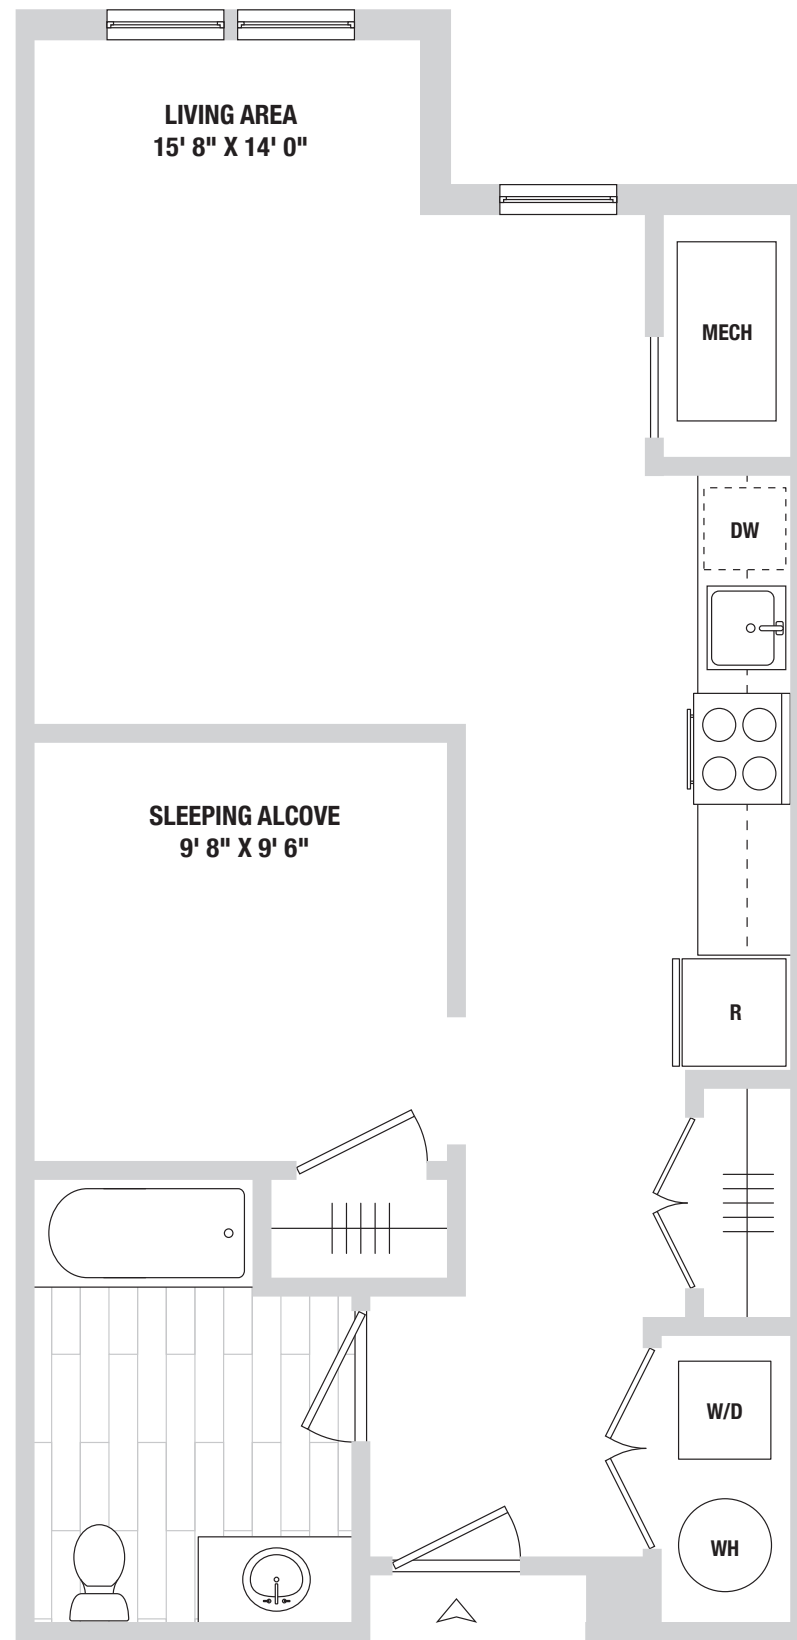 LIVING AREA
15' 8" X 14' 0"
MECH
DW
SLEEPING ALCOVE
9' 8" X 9' 6"
R
W/D
WH